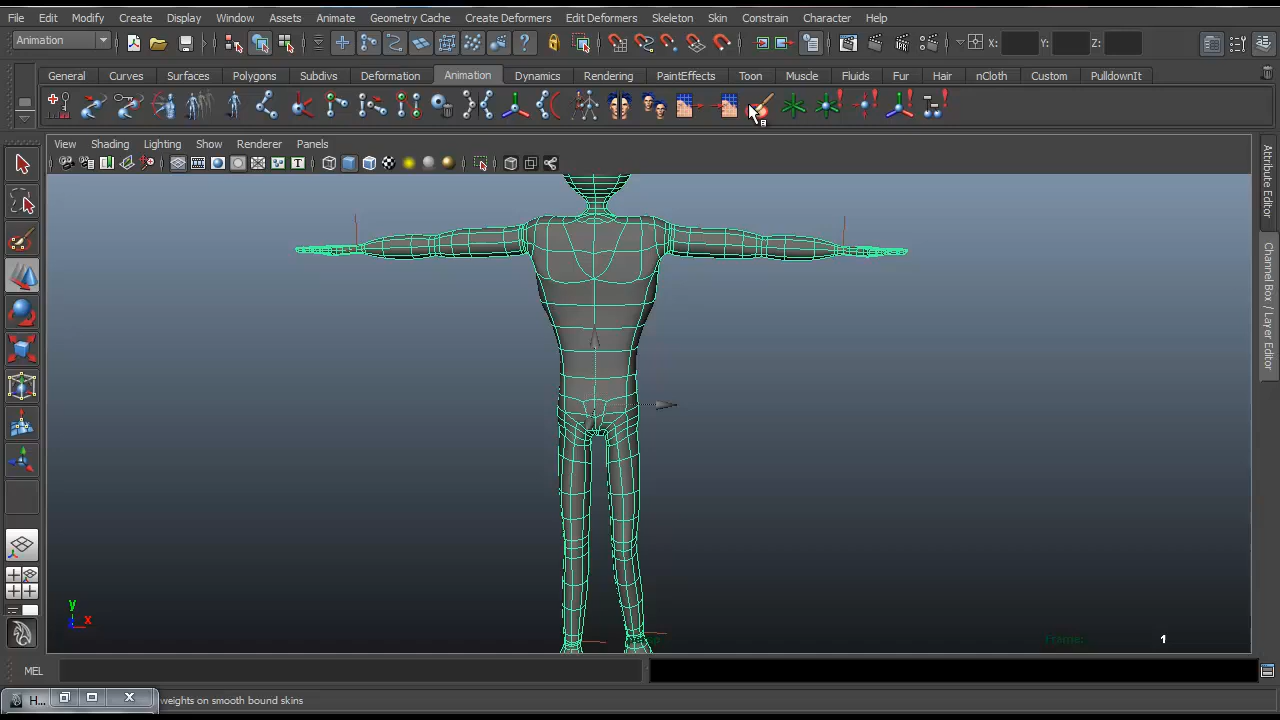 File Edit Modify Create Display Window Assets Animate Geometry Cache Create Deformers Edit Deformers Skeleton Skin Constrain Character Help
Animation X: Y: Z:
General Curves Surfaces Polygons Subdivs Deformation Animation Dynamics Rendering PaintEffects Toon Muscle Fluids Fur Hair nCloth Custom PulldownIt
View Shading Lighting Show Renderer Panels
Attribute Editor
Channel Box / Layer Editor
y
x
Frame: 1
MEL
H... weights on smooth bound skins